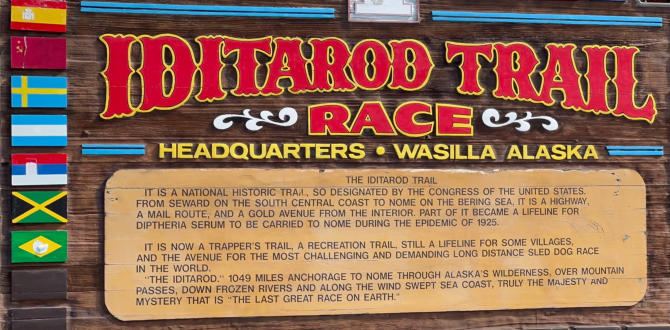 IDITAROD TRAIL
RACE
HEADQUARTERS • WASILLA ALASKA
THE IDITAROD TRAIL
IT IS A NATIONAL HISTORIC TRAIL, SO DESIGNATED BY THE CONGRESS OF THE UNITED STATES.
FROM SEWARD ON THE SOUTH CENTRAL COAST TO NOME ON THE BERING SEA, IT IS A HIGHWAY,
A MAIL ROUTE, AND A GOLD AVENUE FROM THE INTERIOR. PART OF IT BECAME A LIFELINE FOR
DIPTHERIA SERUM TO BE CARRIED TO NOME DURING THE EPIDEMIC OF 1925.
IT IS NOW A TRAPPER'S TRAIL, A RECREATION TRAIL, STILL A LIFELINE FOR SOME VILLAGES,
AND THE AVENUE FOR THE MOST CHALLENGING AND DEMANDING LONG DISTANCE SLED DOG RACE
IN THE WORLD.
"THE IDITAROD." 1049 MILES ANCHORAGE TO NOME THROUGH ALASKA'S WILDERNESS, OVER MOUNTAIN
PASSES, DOWN FROZEN RIVERS AND ALONG THE WIND SWEPT SEA COAST, TRULY THE MAJESTY AND
MYSTERY THAT IS "THE LAST GREAT RACE ON EARTH."